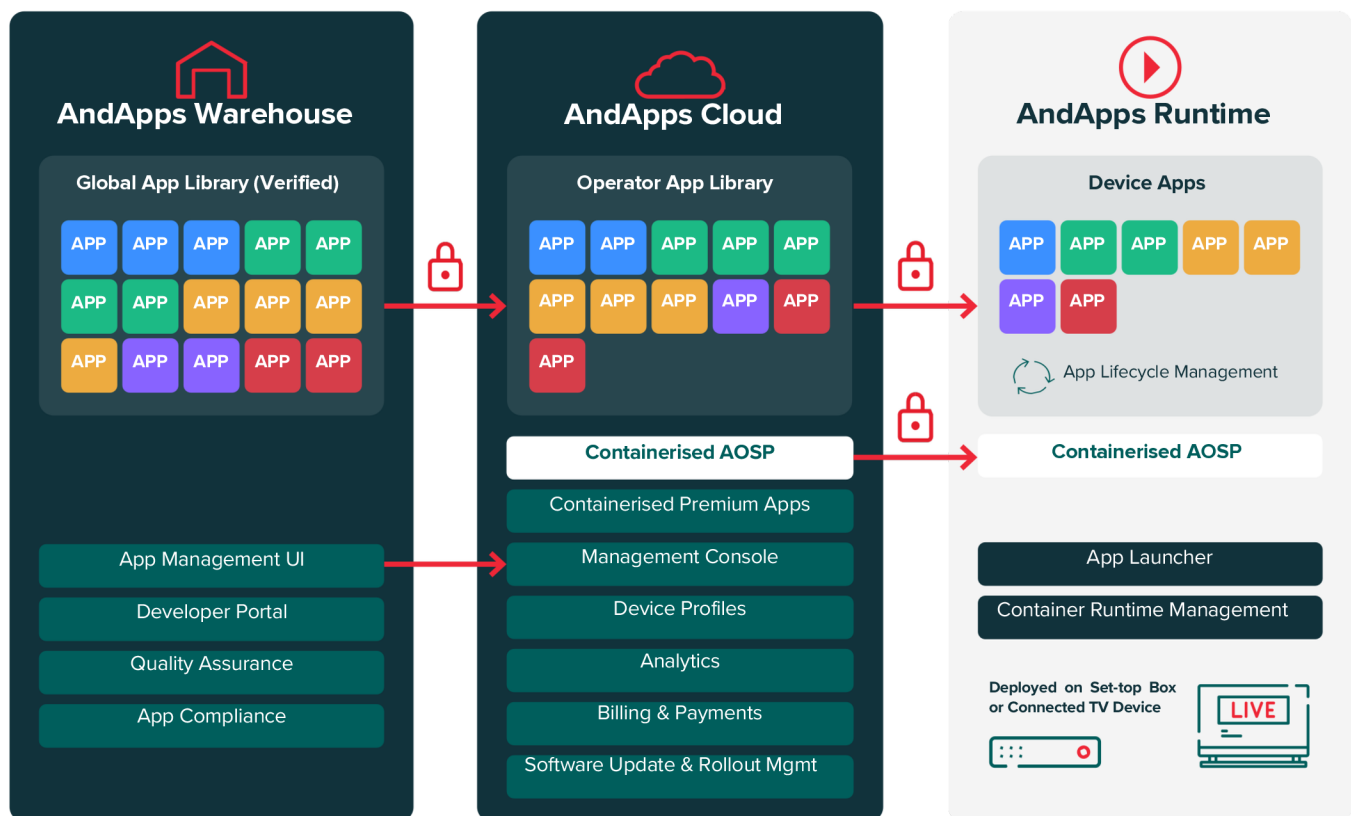 AndApps Warehouse
Global App Library (Verified)
APP APP APP APP APP
APP APP APP APP APP
APP APP APP APP APP
App Management UI
Developer Portal
Quality Assurance
App Compliance
AndApps Cloud
Operator App Library
APP APP APP APP APP
APP APP APP APP APP
APP
Containerised AOSP
Containerised Premium Apps
Management Console
Device Profiles
Analytics
Billing & Payments
Software Update & Rollout Mgmt
AndApps Runtime
Device Apps
APP APP APP APP APP
APP APP
App Lifecycle Management
Containerised AOSP
App Launcher
Container Runtime Management
Deployed on Set-top Box
or Connected TV Device
LIVE